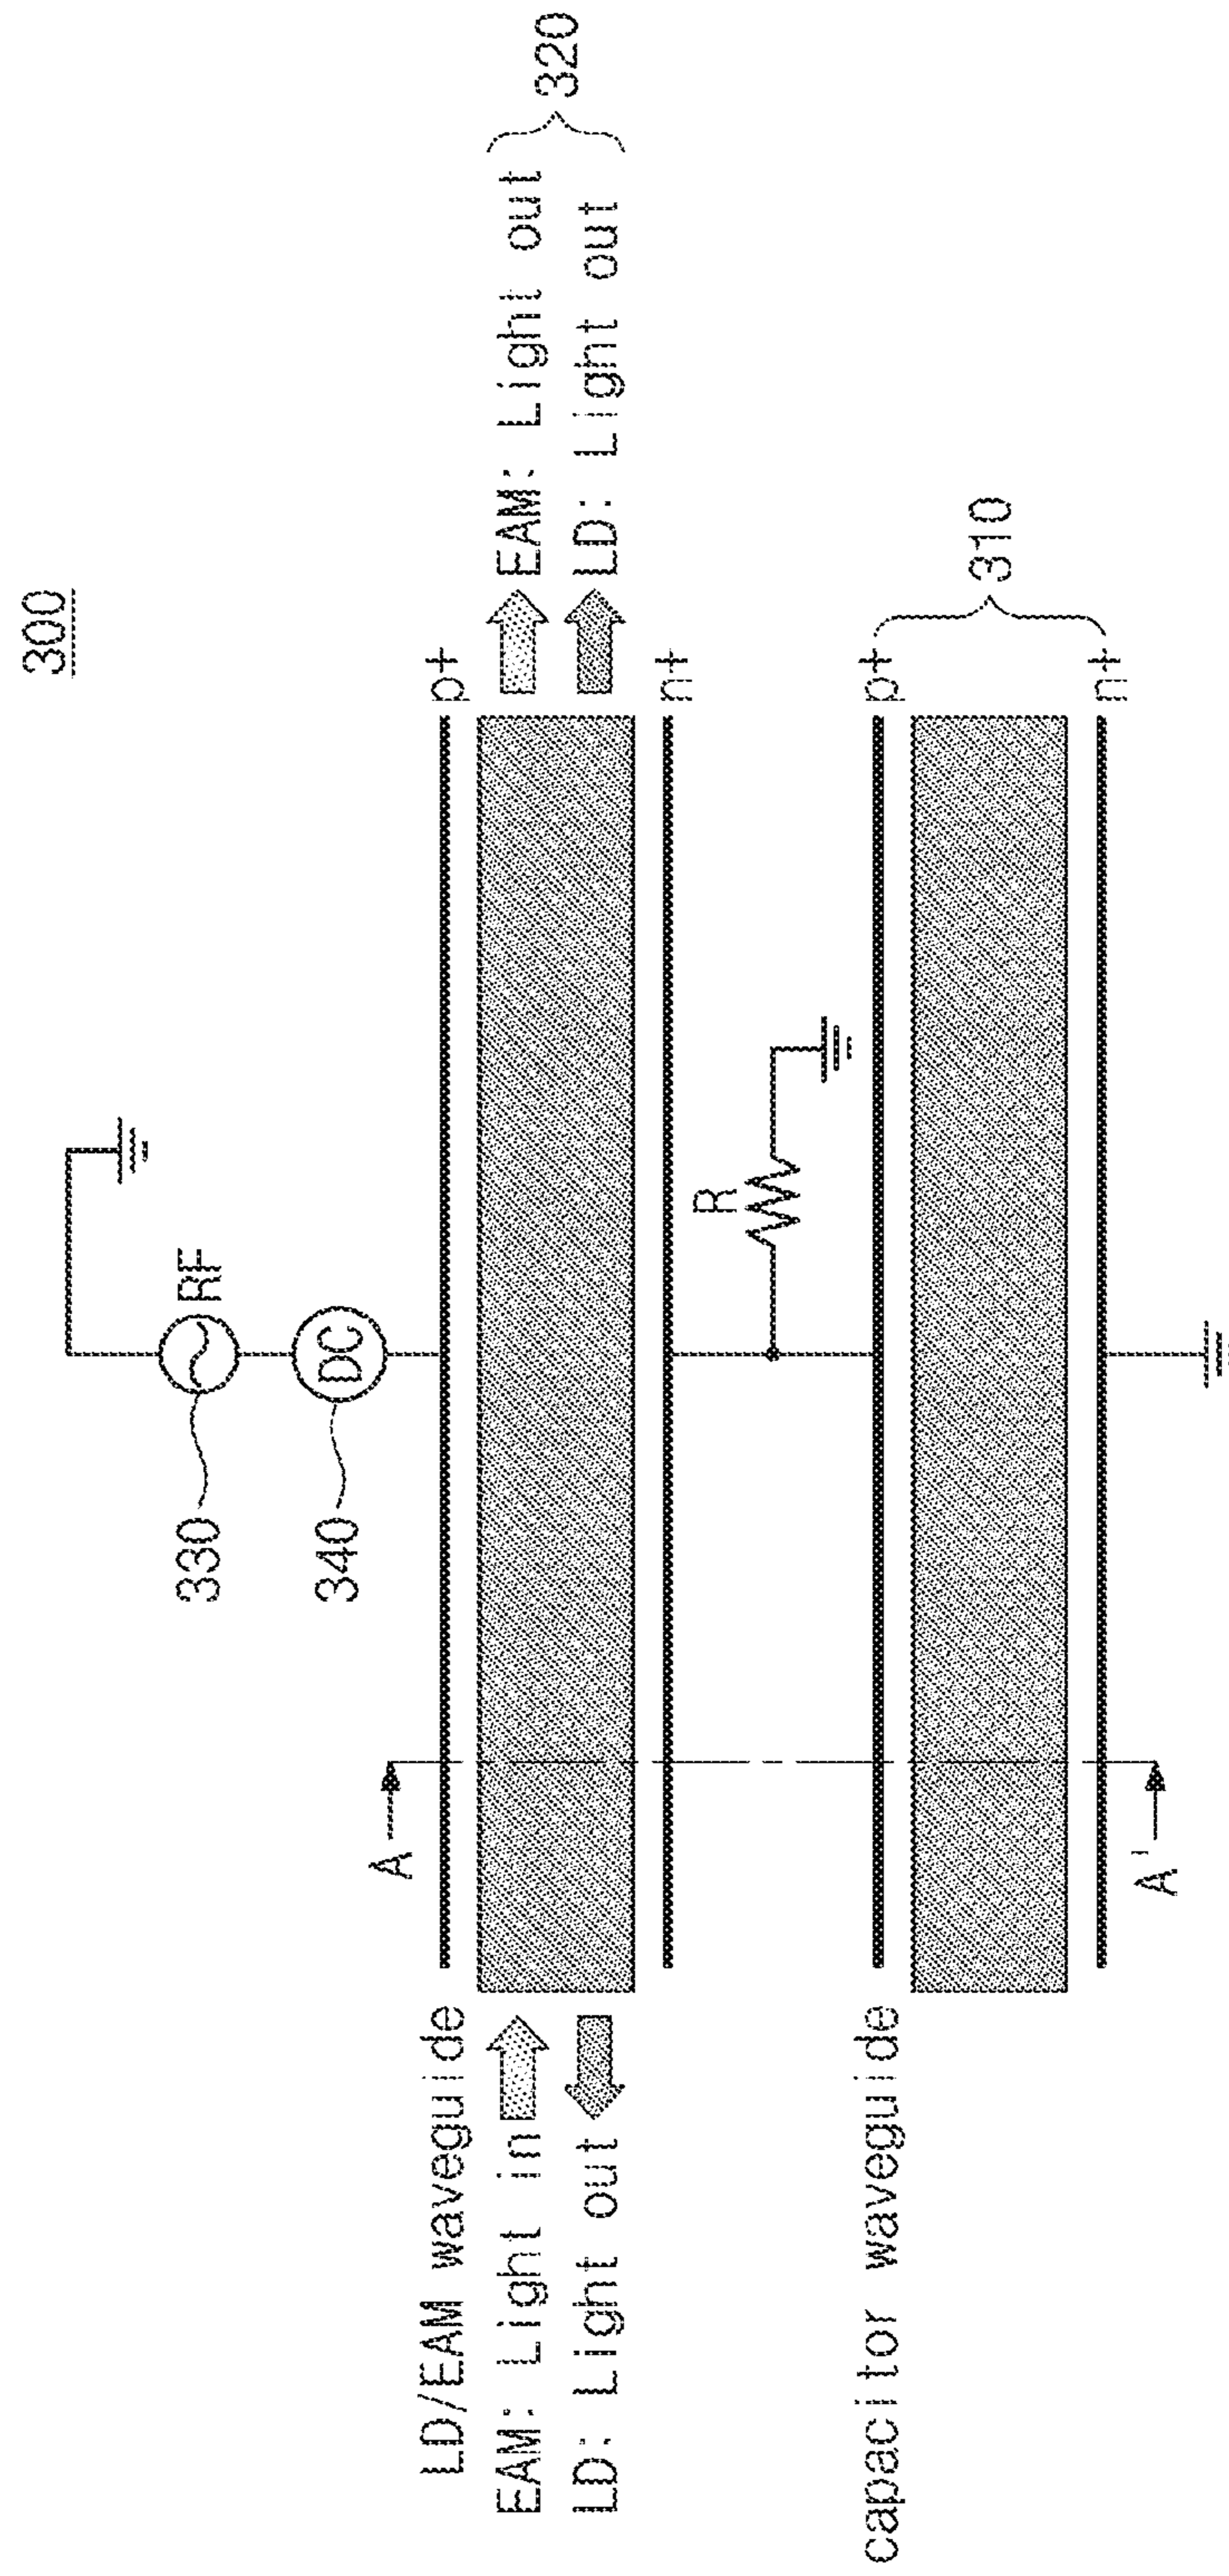 300
RF
330
DC
340
A
p+
LD/EAM waveguide
EAM: Light in
EAM: Light out
LD: Light out
LD: Light out
320
n+
R
capacitor waveguide
p+
310
n+
A'